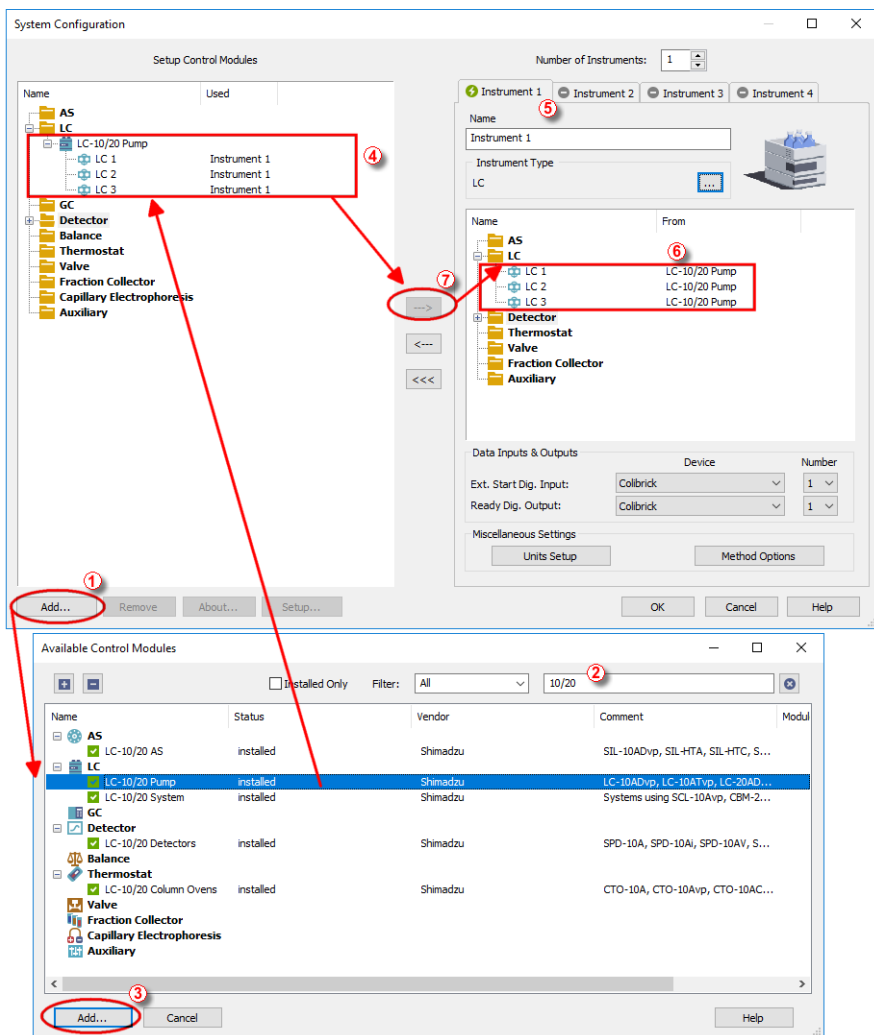 System Configuration
Setup Control Modules
Number of Instruments: 1
Name Used
AS
LC
LC-10/20 Pump
LC 1 Instrument 1
LC 2 Instrument 1
LC 3 Instrument 1
GC
Detector
Balance
Thermostat
Valve
Fraction Collector
Capillary Electrophoresis
Auxiliary
4
7
--->
<---
<<<
Instrument 1 Instrument 2 Instrument 3 Instrument 4
5
Name
Instrument 1
Instrument Type
LC ...
Name From
AS
LC
6
LC 1 LC-10/20 Pump
LC 2 LC-10/20 Pump
LC 3 LC-10/20 Pump
Detector
Thermostat
Valve
Fraction Collector
Auxiliary
Data Inputs & Outputs
Device Number
Ext. Start Dig. Input: Colibrick 1
Ready Dig. Output: Colibrick 1
Miscellaneous Settings
Units Setup Method Options
1
Add... Remove About... Setup... OK Cancel Help
Available Control Modules
Installed Only Filter: All 10/20
2
Name Status Vendor Comment Modul
AS
LC-10/20 AS installed Shimadzu SIL-10ADvp, SIL-HTA, SIL-HTC, S...
LC
LC-10/20 Pump installed Shimadzu LC-10ADvp, LC-10ATvp, LC-20AD...
LC-10/20 System installed Shimadzu Systems using SCL-10Avp, CBM-2...
GC
Detector
LC-10/20 Detectors installed Shimadzu SPD-10A, SPD-10Ai, SPD-10AV, S...
Balance
Thermostat
LC-10/20 Column Ovens installed Shimadzu CTO-10A, CTO-10Avp, CTO-10AC...
Valve
Fraction Collector
Capillary Electrophoresis
Auxiliary
3
Add... Cancel Help